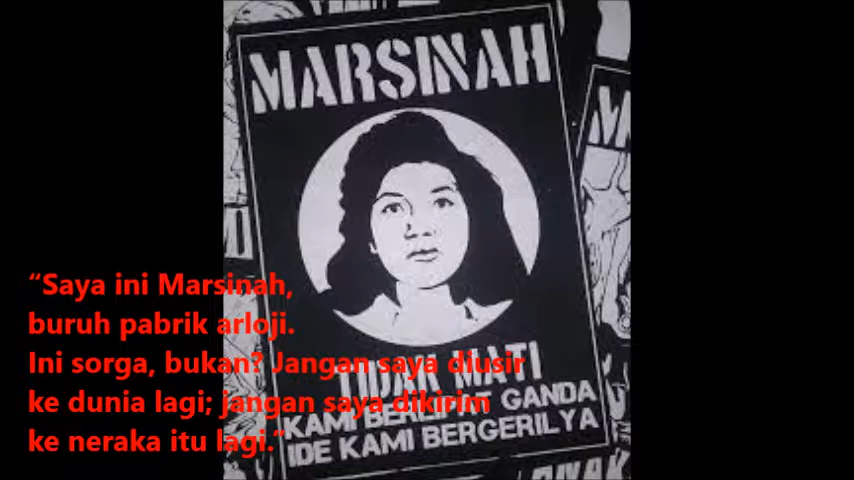 MARSINAH
“Saya ini Marsinah,
buruh pabrik arloji.
Ini sorga, bukan? Jangan saya diusir
ke dunia lagi; jangan saya dikirim
ke neraka itu lagi.”
TIDAK MATI
KAMI BERLIPAT GANDA
IDE KAMI BERGERILYA